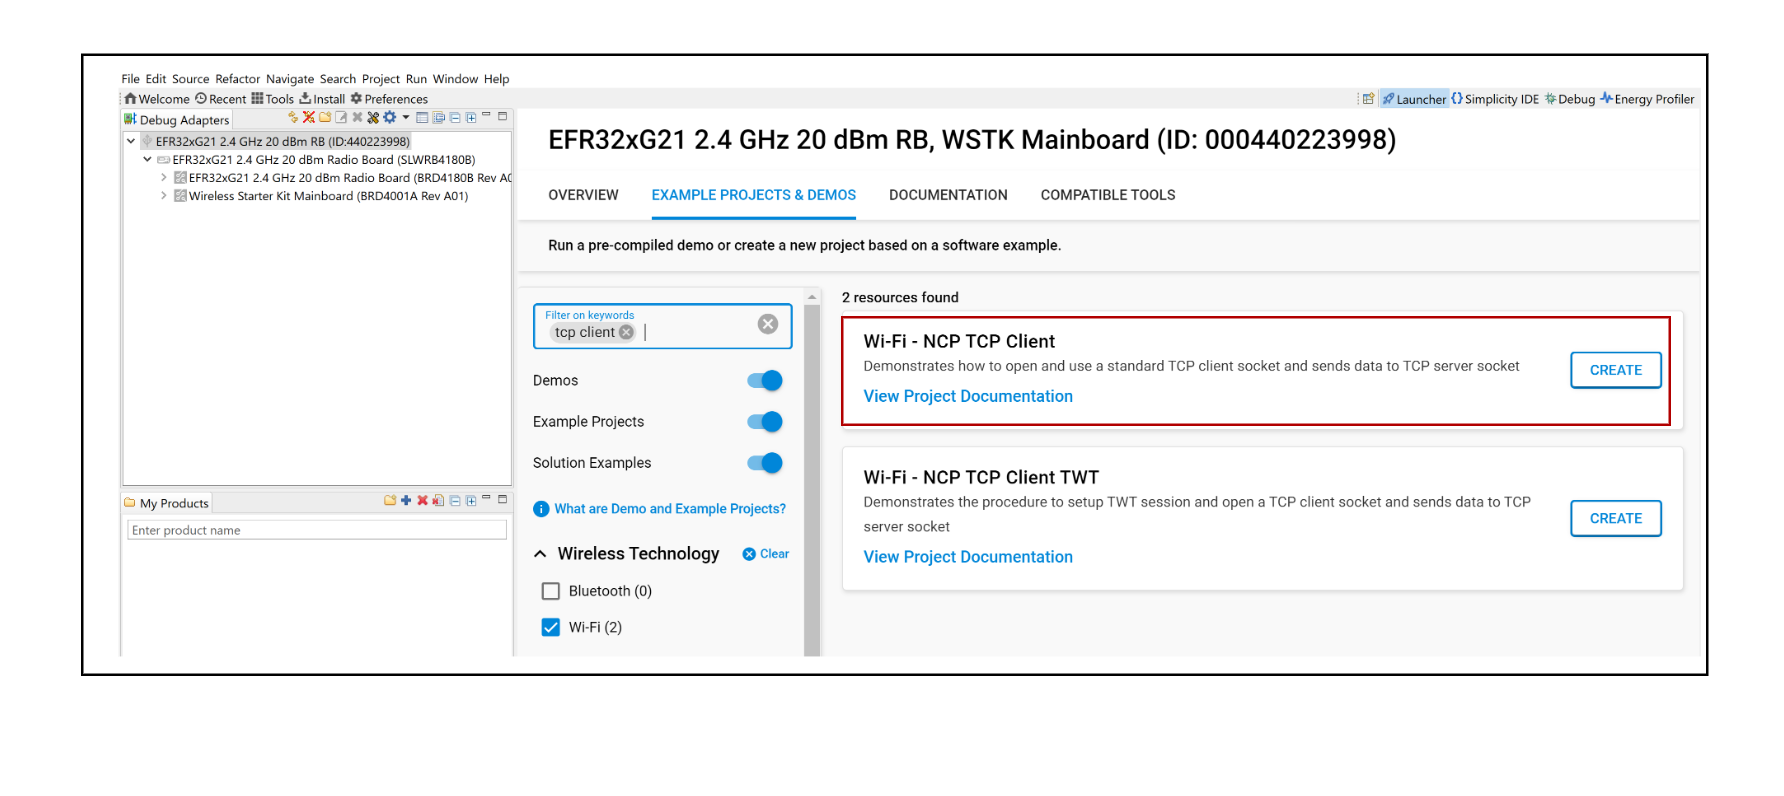 File Edit Source Refactor Navigate Search Project Run Window Help
Welcome Recent Tools Install Preferences
Launcher Simplicity IDE Debug Energy Profiler
Debug Adapters
EFR32xG21 2.4 GHz 20 dBm RB (ID:440223998)
EFR32xG21 2.4 GHz 20 dBm Radio Board (SLWRB4180B)
EFR32xG21 2.4 GHz 20 dBm Radio Board (BRD4180B Rev A0
Wireless Starter Kit Mainboard (BRD4001A Rev A01)
My Products
Enter product name
EFR32xG21 2.4 GHz 20 dBm RB, WSTK Mainboard (ID: 000440223998)
OVERVIEW EXAMPLE PROJECTS & DEMOS DOCUMENTATION COMPATIBLE TOOLS
Run a pre-compiled demo or create a new project based on a software example.
Filter on keywords
tcp client
Demos
Example Projects
Solution Examples
What are Demo and Example Projects?
Wireless Technology Clear
Bluetooth (0)
Wi-Fi (2)
2 resources found
Wi-Fi - NCP TCP Client
Demonstrates how to open and use a standard TCP client socket and sends data to TCP server socket
View Project Documentation
CREATE
Wi-Fi - NCP TCP Client TWT
Demonstrates the procedure to setup TWT session and open a TCP client socket and sends data to TCP
server socket
View Project Documentation
CREATE